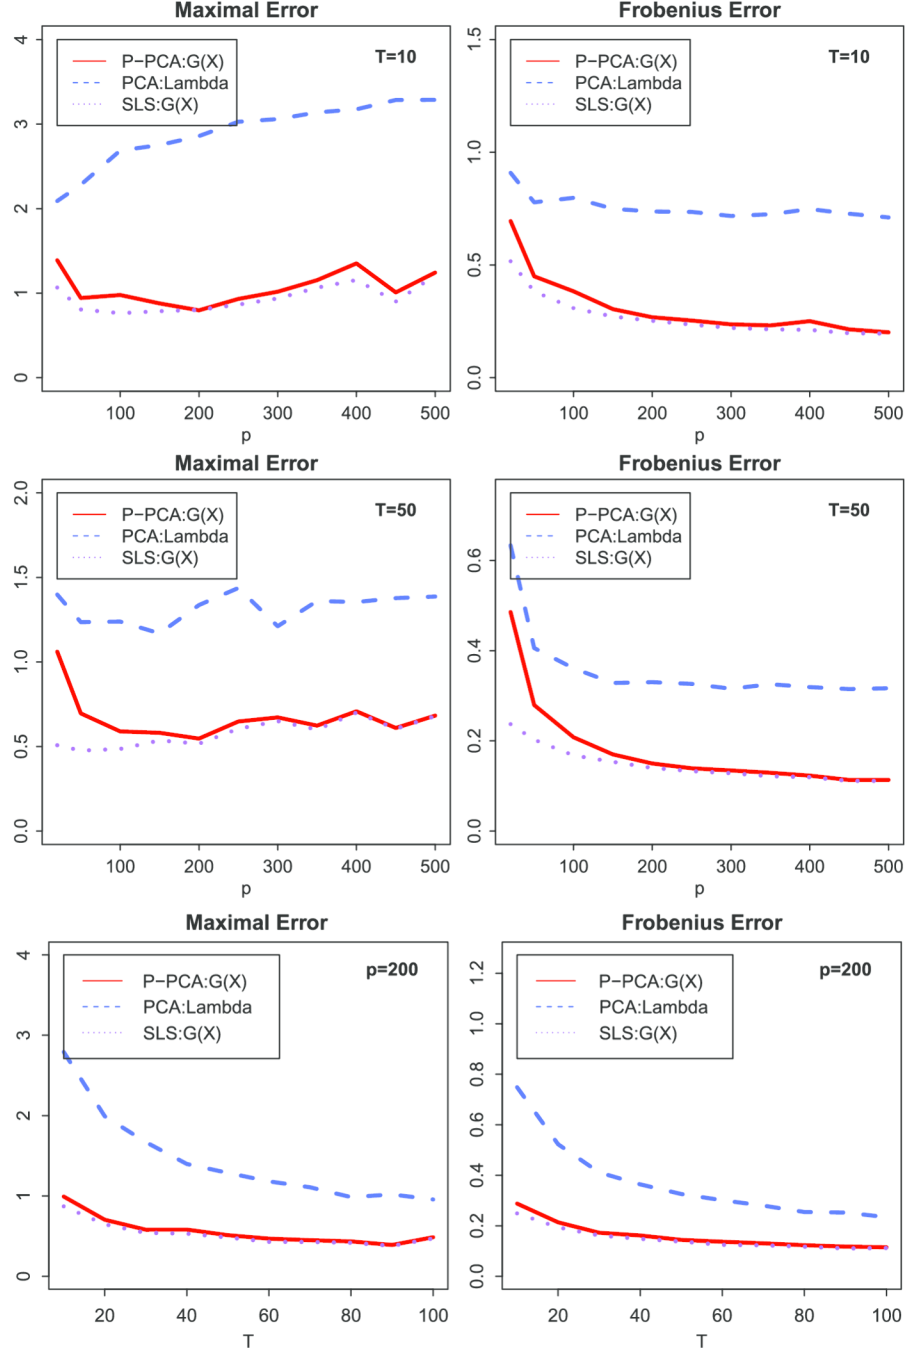 Maximal Error
4
3
2
1
0
P−PCA:G(X)
PCA:Lambda
SLS:G(X)
T=10
100 200 300 400 500
p
Frobenius Error
1.5
1.0
0.5
0.0
P−PCA:G(X)
PCA:Lambda
SLS:G(X)
T=10
100 200 300 400 500
p
Maximal Error
2.0
1.5
1.0
0.5
0.0
P−PCA:G(X)
PCA:Lambda
SLS:G(X)
T=50
100 200 300 400 500
p
Frobenius Error
0.6
0.4
0.2
0.0
P−PCA:G(X)
PCA:Lambda
SLS:G(X)
T=50
100 200 300 400 500
p
Maximal Error
4
3
2
1
0
P−PCA:G(X)
PCA:Lambda
SLS:G(X)
p=200
20 40 60 80 100
T
Frobenius Error
1.2
1.0
0.8
0.6
0.4
0.2
0.0
P−PCA:G(X)
PCA:Lambda
SLS:G(X)
p=200
20 40 60 80 100
T